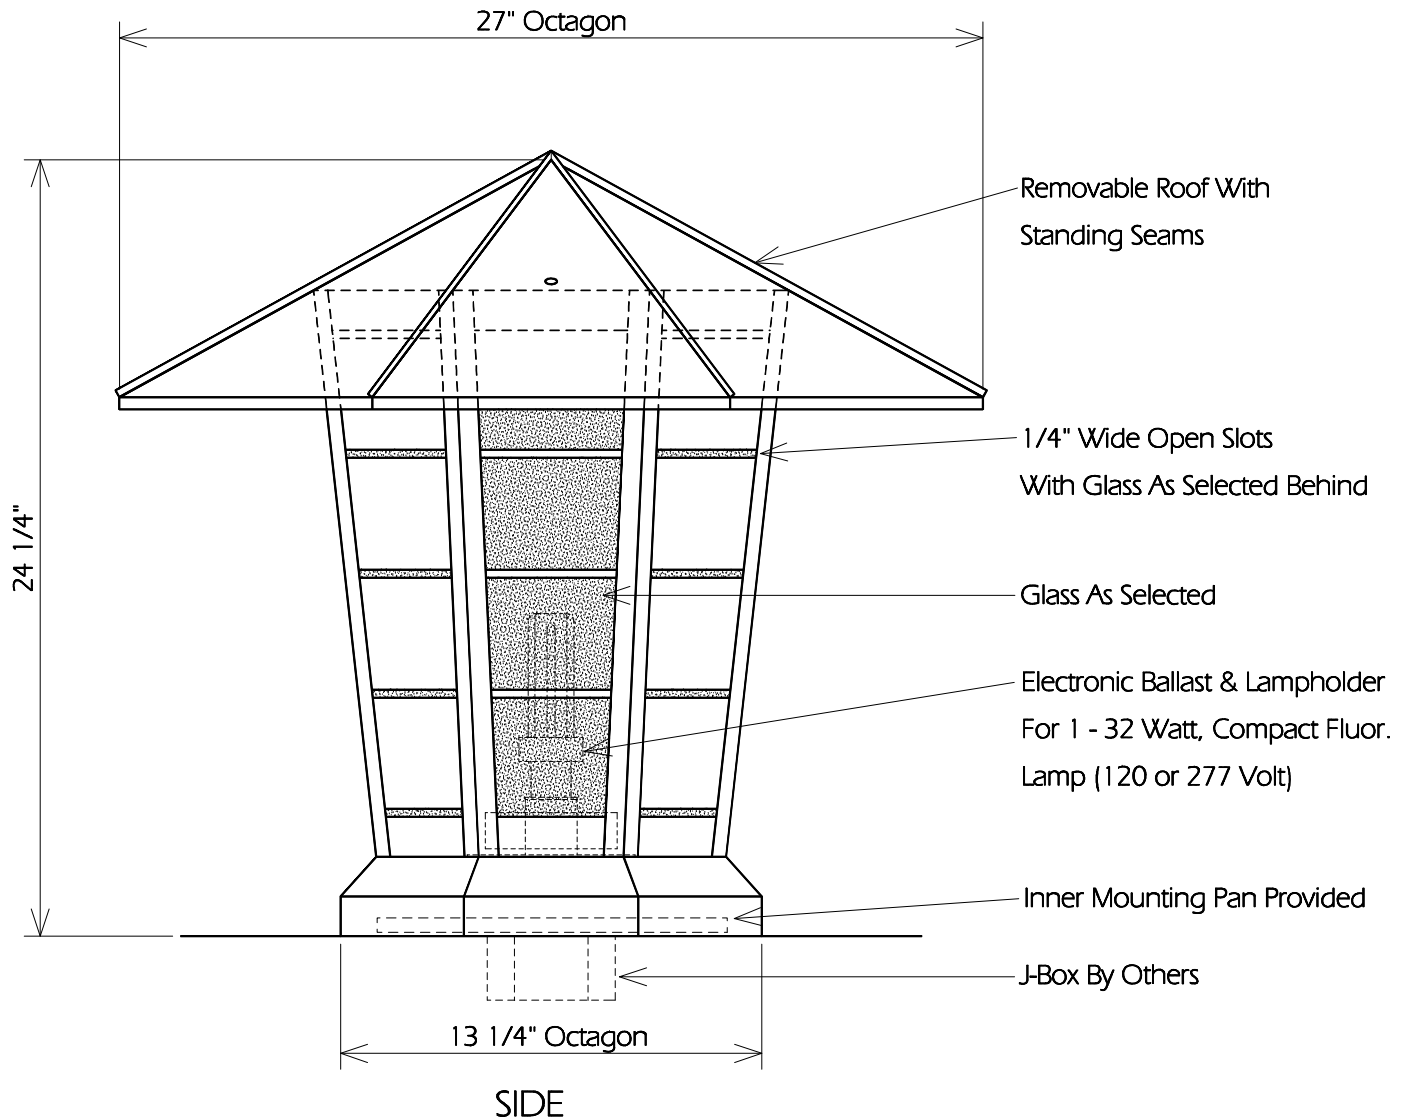 27" Octagon
Removable Roof With
Standing Seams
1/4" Wide Open Slots
With Glass As Selected Behind
24 1/4"
Glass As Selected
Electronic Ballast & Lampholder
For 1 - 32 Watt, Compact Fluor.
Lamp (120 or 277 Volt)
Inner Mounting Pan Provided
J-Box By Others
13 1/4" Octagon
SIDE